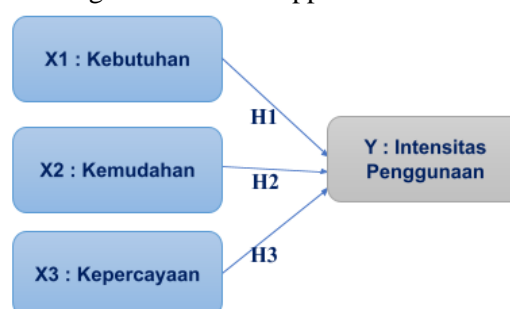 X1 : Kebutuhan
H1
X2 : Kemudahan
H2
Y : Intensitas
Penggunaan
X3 : Kepercayaan
H3